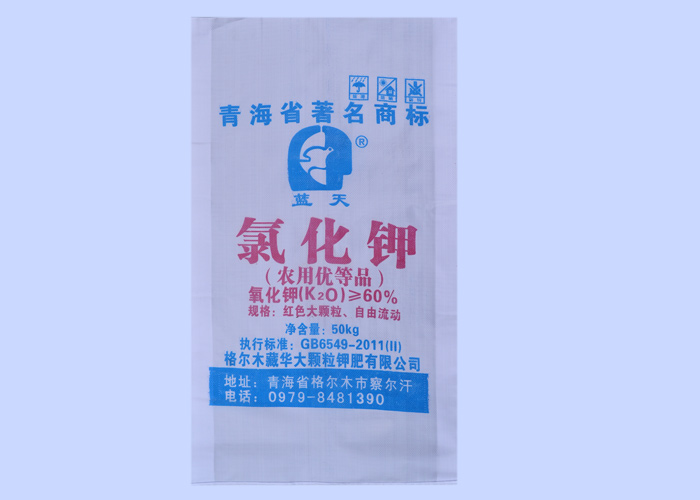 青海省著名商标
®
蓝天
氯化钾
（农用优等品）
氧化钾(K₂O)≥60%
规格：红色大颗粒、自由流动
净含量：50kg
执行标准：GB6549-2011(II)
格尔木藏华大颗粒钾肥有限公司
地址：青海省格尔木市察尔汗
电话：0979-8481390